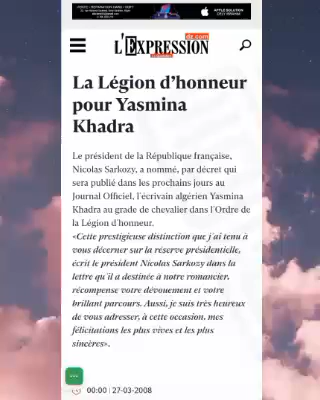 L'EXPRESSION
dz.com
La Légion d'honneur
pour Yasmina
Khadra
Le président de la République française,
Nicolas Sarkozy, a nommé, par décret qui
sera publié dans les prochains jours au
Journal Officiel, l'écrivain algérien Yasmina
Khadra au grade de chevalier dans l'Ordre de
la Légion d'honneur.
«Cette prestigieuse distinction que j'ai tenu à
vous décerner sur la réserve présidentielle,
écrit le président Nicolas Sarkozy dans la
lettre qu'il a destinée à notre romancier,
récompense votre dévouement et votre
brillant parcours. Aussi, je suis très heureux
de vous adresser, à cette occasion, mes
félicitations les plus vives et les plus
sincères».
00:00 | 27-03-2008